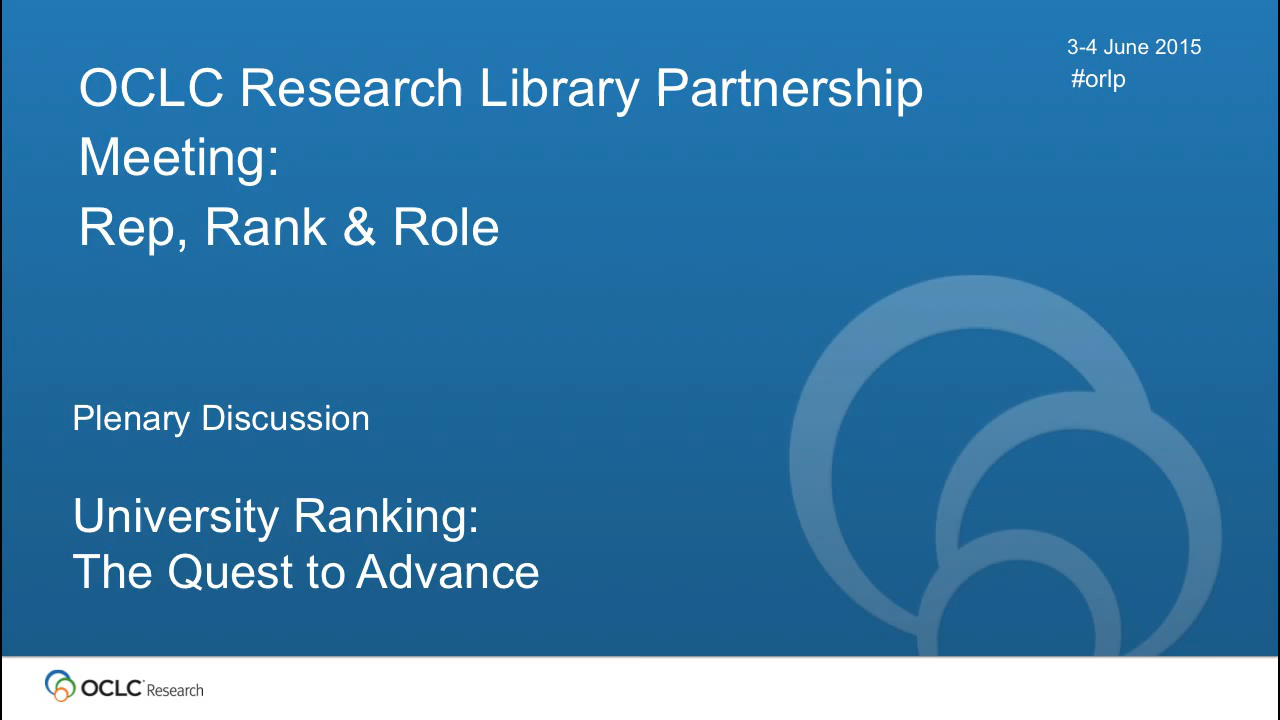 3-4 June 2015
#orlp
OCLC Research Library Partnership
Meeting:
Rep, Rank & Role
Plenary Discussion
University Ranking:
The Quest to Advance
OCLC Research